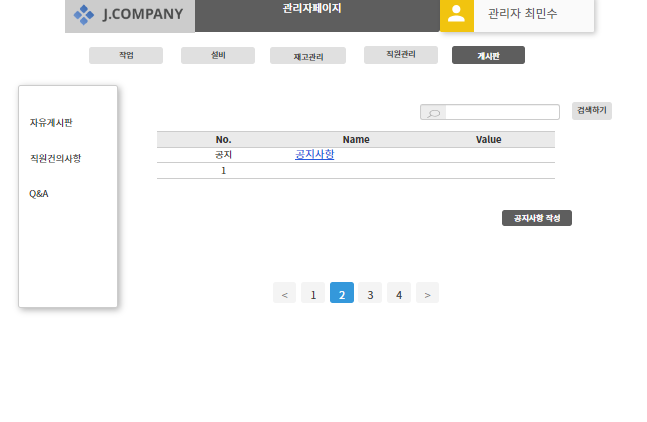 J.COMPANY
관리자페이지
관리자 최민수
작업
설비
재고관리
직원관리
게시판
자유게시판
직원건의사항
Q&A
검색하기
No. Name Value
공지 공지사항
1
공지사항 작성
< 1 2 3 4 >